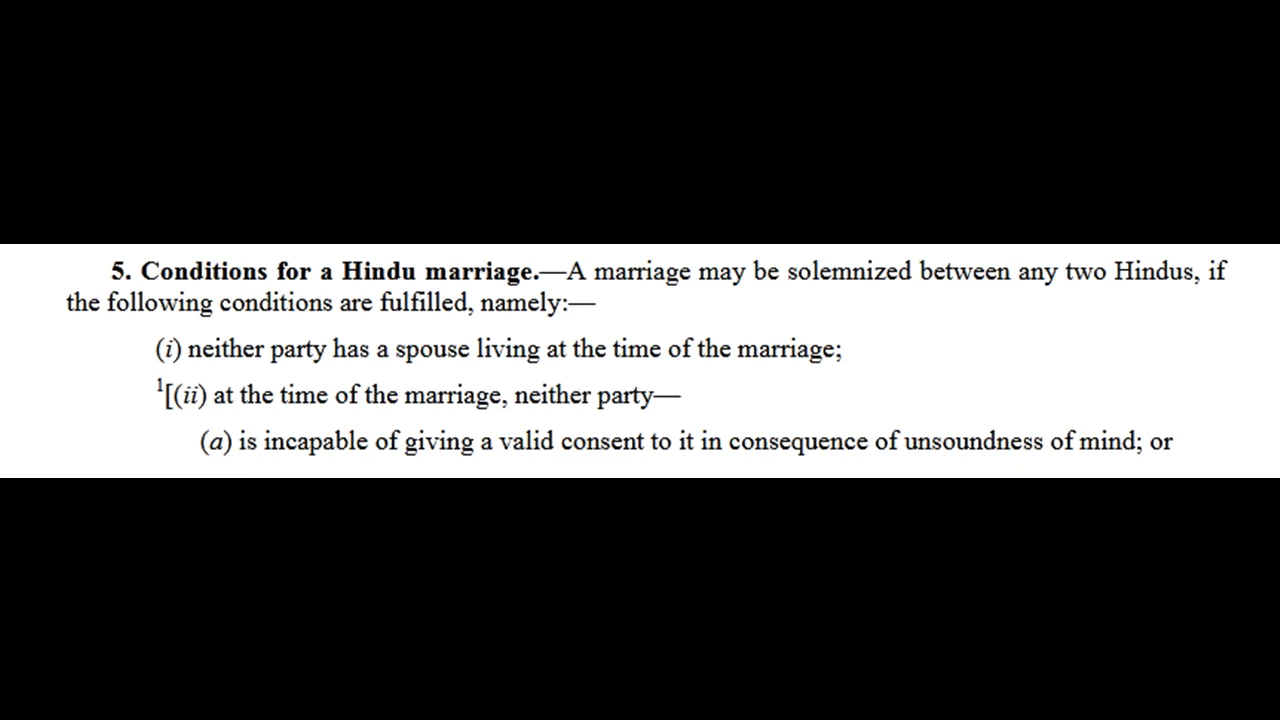 5. Conditions for a Hindu marriage.—A marriage may be solemnized between any two Hindus, if
the following conditions are fulfilled, namely:—
(i) neither party has a spouse living at the time of the marriage;
1[(ii) at the time of the marriage, neither party—
(a) is incapable of giving a valid consent to it in consequence of unsoundness of mind; or